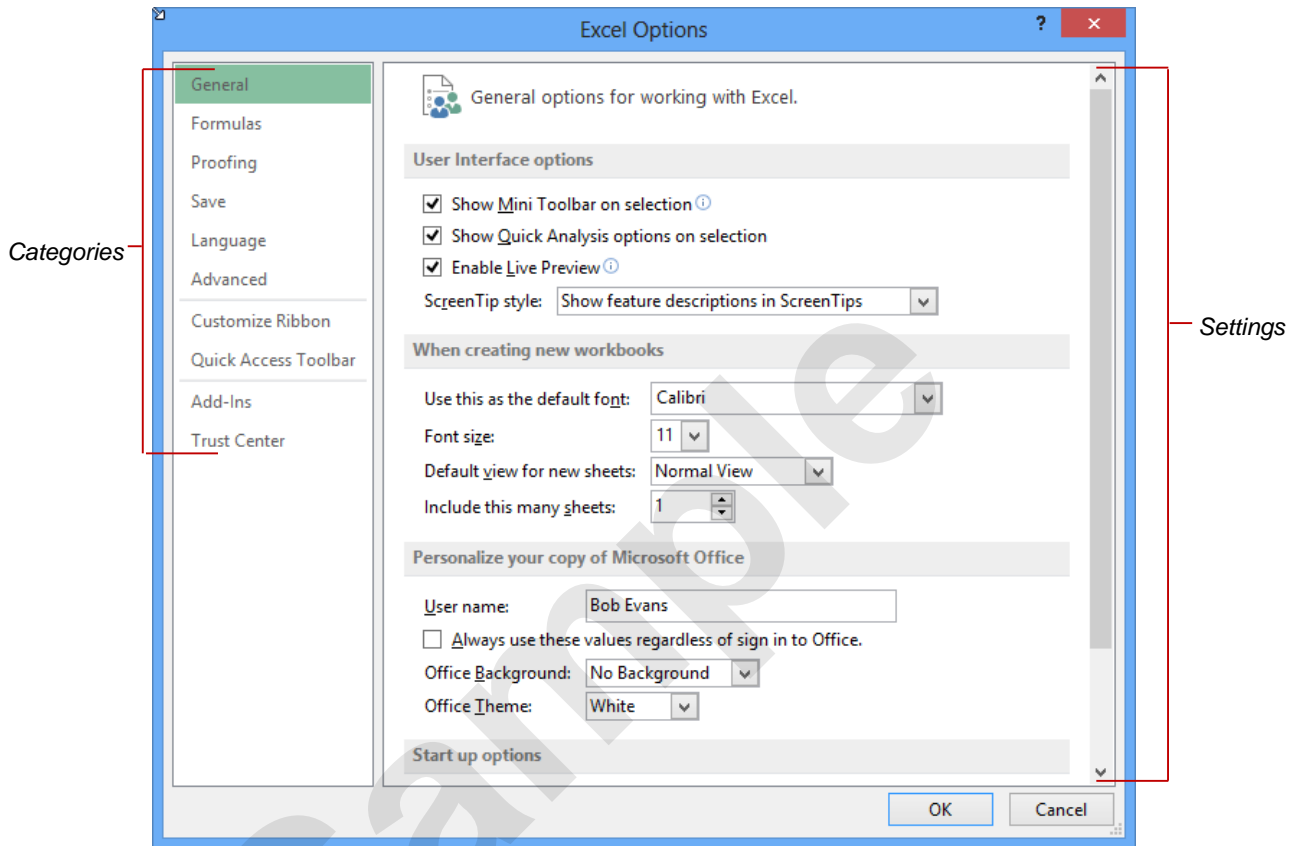 Excel Options
?
General
Formulas
Proofing
Save
Language
Advanced
Customize Ribbon
Quick Access Toolbar
Add-Ins
Trust Center
Categories
General options for working with Excel.
User Interface options
Show Mini Toolbar on selection
Show Quick Analysis options on selection
Enable Live Preview
ScreenTip style: Show feature descriptions in ScreenTips
When creating new workbooks
Use this as the default font: Calibri
Font size: 11
Default view for new sheets: Normal View
Include this many sheets: 1
Personalize your copy of Microsoft Office
User name: Bob Evans
Always use these values regardless of sign in to Office.
Office Background: No Background
Office Theme: White
Start up options
Settings
OK Cancel
Sample